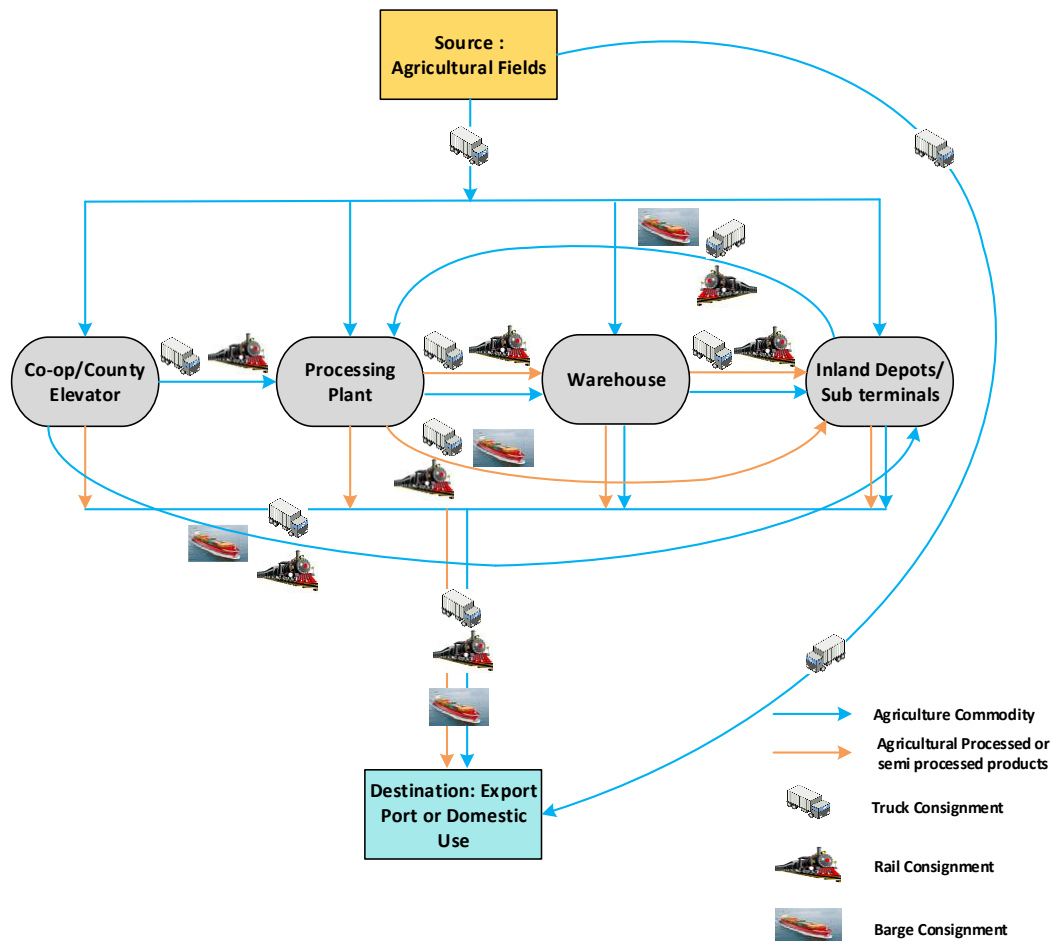 Source :
Agricultural Fields
Co-op/County
Elevator
Processing
Plant
Warehouse
Inland Depots/
Sub terminals
Destination: Export
Port or Domestic
Use
Agriculture Commodity
Agricultural Processed or
semi processed products
Truck Consignment
Rail Consignment
Barge Consignment